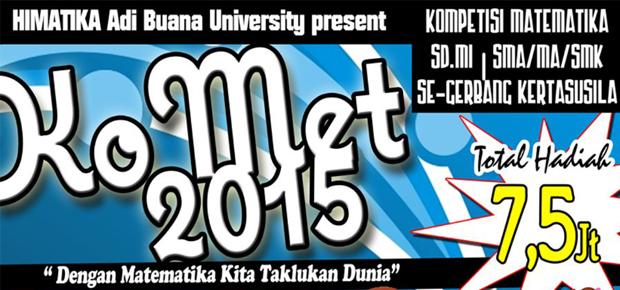 HIMATIKA Adi Buana University present
KoMet
2015
“ Dengan Matematika Kita Taklukan Dunia”
KOMPETISI MATEMATIKA
SD.MI | SMA/MA/SMK
SE-GERBANG KERTASUSILA
Total Hadiah
7,5Jt